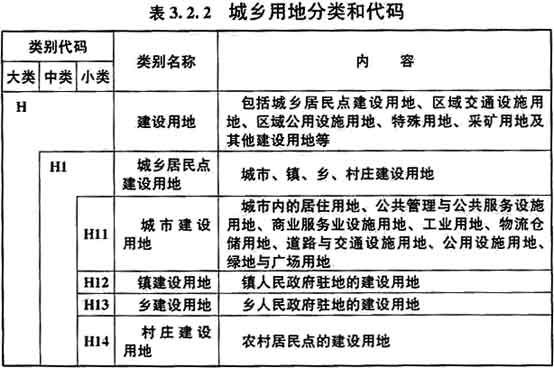 表3.2.2 城乡用地分类和代码
类别代码
类别名称
内 容
大类 中类 小类
H
建设用地
包括城乡居民点建设用地、区域交通设施用
地、区域公用设施用地、特殊用地、采矿用地及
其他建设用地等
H1
城乡居民点
建设用地
城市、镇、乡、村庄建设用地
H11
城市建设
用地
城市内的居住用地、公共管理与公共服务设施
用地、商业服务业设施用地、工业用地、物流仓
储用地、道路与交通设施用地、公用设施用地、
绿地与广场用地
H12 镇建设用地 镇人民政府驻地的建设用地
H13 乡建设用地 乡人民政府驻地的建设用地
H14
村庄建设
用地
农村居民点的建设用地